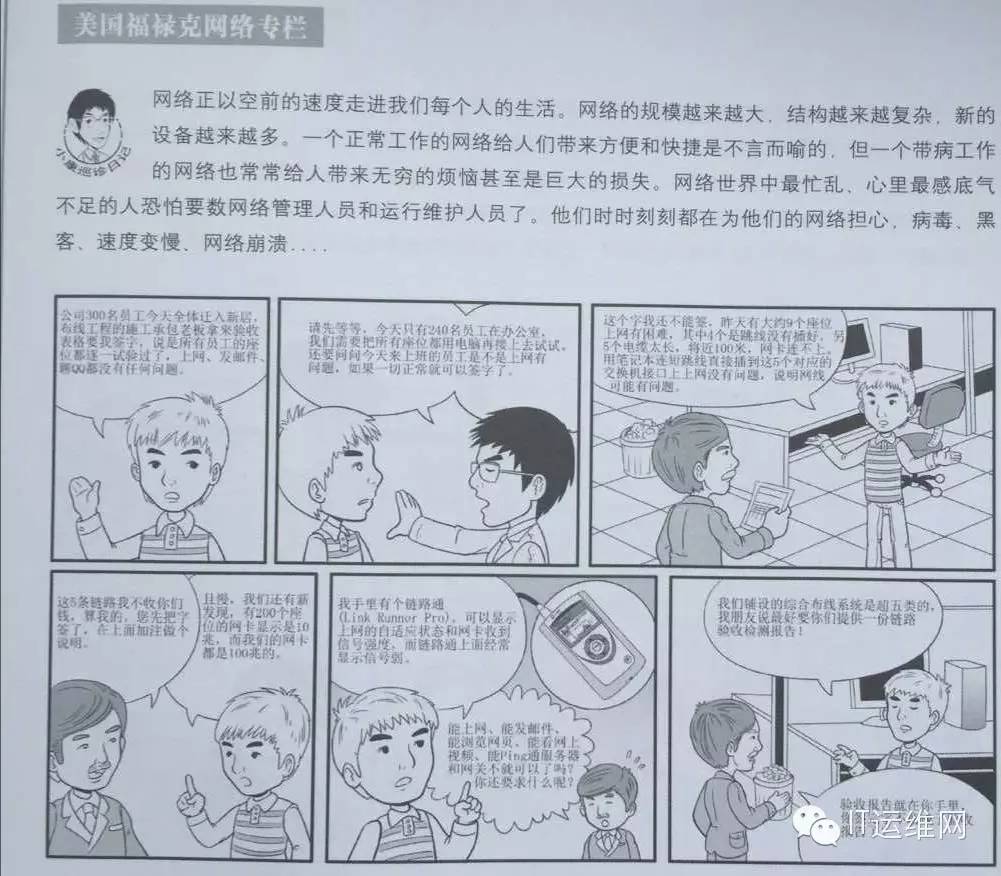 美国福禄克网络专栏
小康巡诊日记
网络正以空前的速度走进我们每个人的生活。网络的规模越来越大、结构越来越复杂，新的
设备越来越多。一个正常工作的网络给人们带来方便和快捷是不言而喻的，但一个带病工作
的网络也常常给人带来无穷的烦恼甚至是巨大的损失。网络世界中最忙乱、心里最感底气
不足的人恐怕要数网络管理人员和运行维护人员了。他们时时刻刻都在为他们的网络担心，病毒、黑
客、速度变慢、网络崩溃....
公司300名员工今天全体迁入新居，
布线工程的施工承包老板拿来验收
表格要我签字，说是所有员工的座
位都逐一试验过了，上网、发邮件、
聊QQ都没有任何问题。
请先等等，今天只有240名员工在办公室，
我们需要把所有座位都用电脑再接上去试试，
还要问问今天来上班的员工是不是上网有
问题，如果一切正常就可以签字了。
这个字我还不能签，昨天有大约9个座位
上网有困难，其中4个是跳线没有插好，另
5个电缆太长，将近100米，网卡连不上，
用笔记本连短跳线直接插到这5个对应的
交换机接口上上网没有问题，说明网线
可能有问题。
这5条链路我不收你们
钱，算我的，您先把字
签了，在上面加注做个
说明。
且慢，我们还有新
发现，有200个座
位的网卡显示是10
兆，而我们的网卡
都是100兆的。
我手里有个链路通
(Link Runner Pro)，可以显示
上网的自适应状态和网卡收到
信号强度，而链路通上面经常
显示信号弱。
能上网、能发邮件、
能浏览网页、能看网上
视频、能Ping通服务器
和网关不就可以了吗？
你还要求什么呢？
我们铺设的综合布线系统是超五类的，
我朋友说最好要你们提供一份链路
验收检测报告！
验收报告就在你手里，
IT运维网